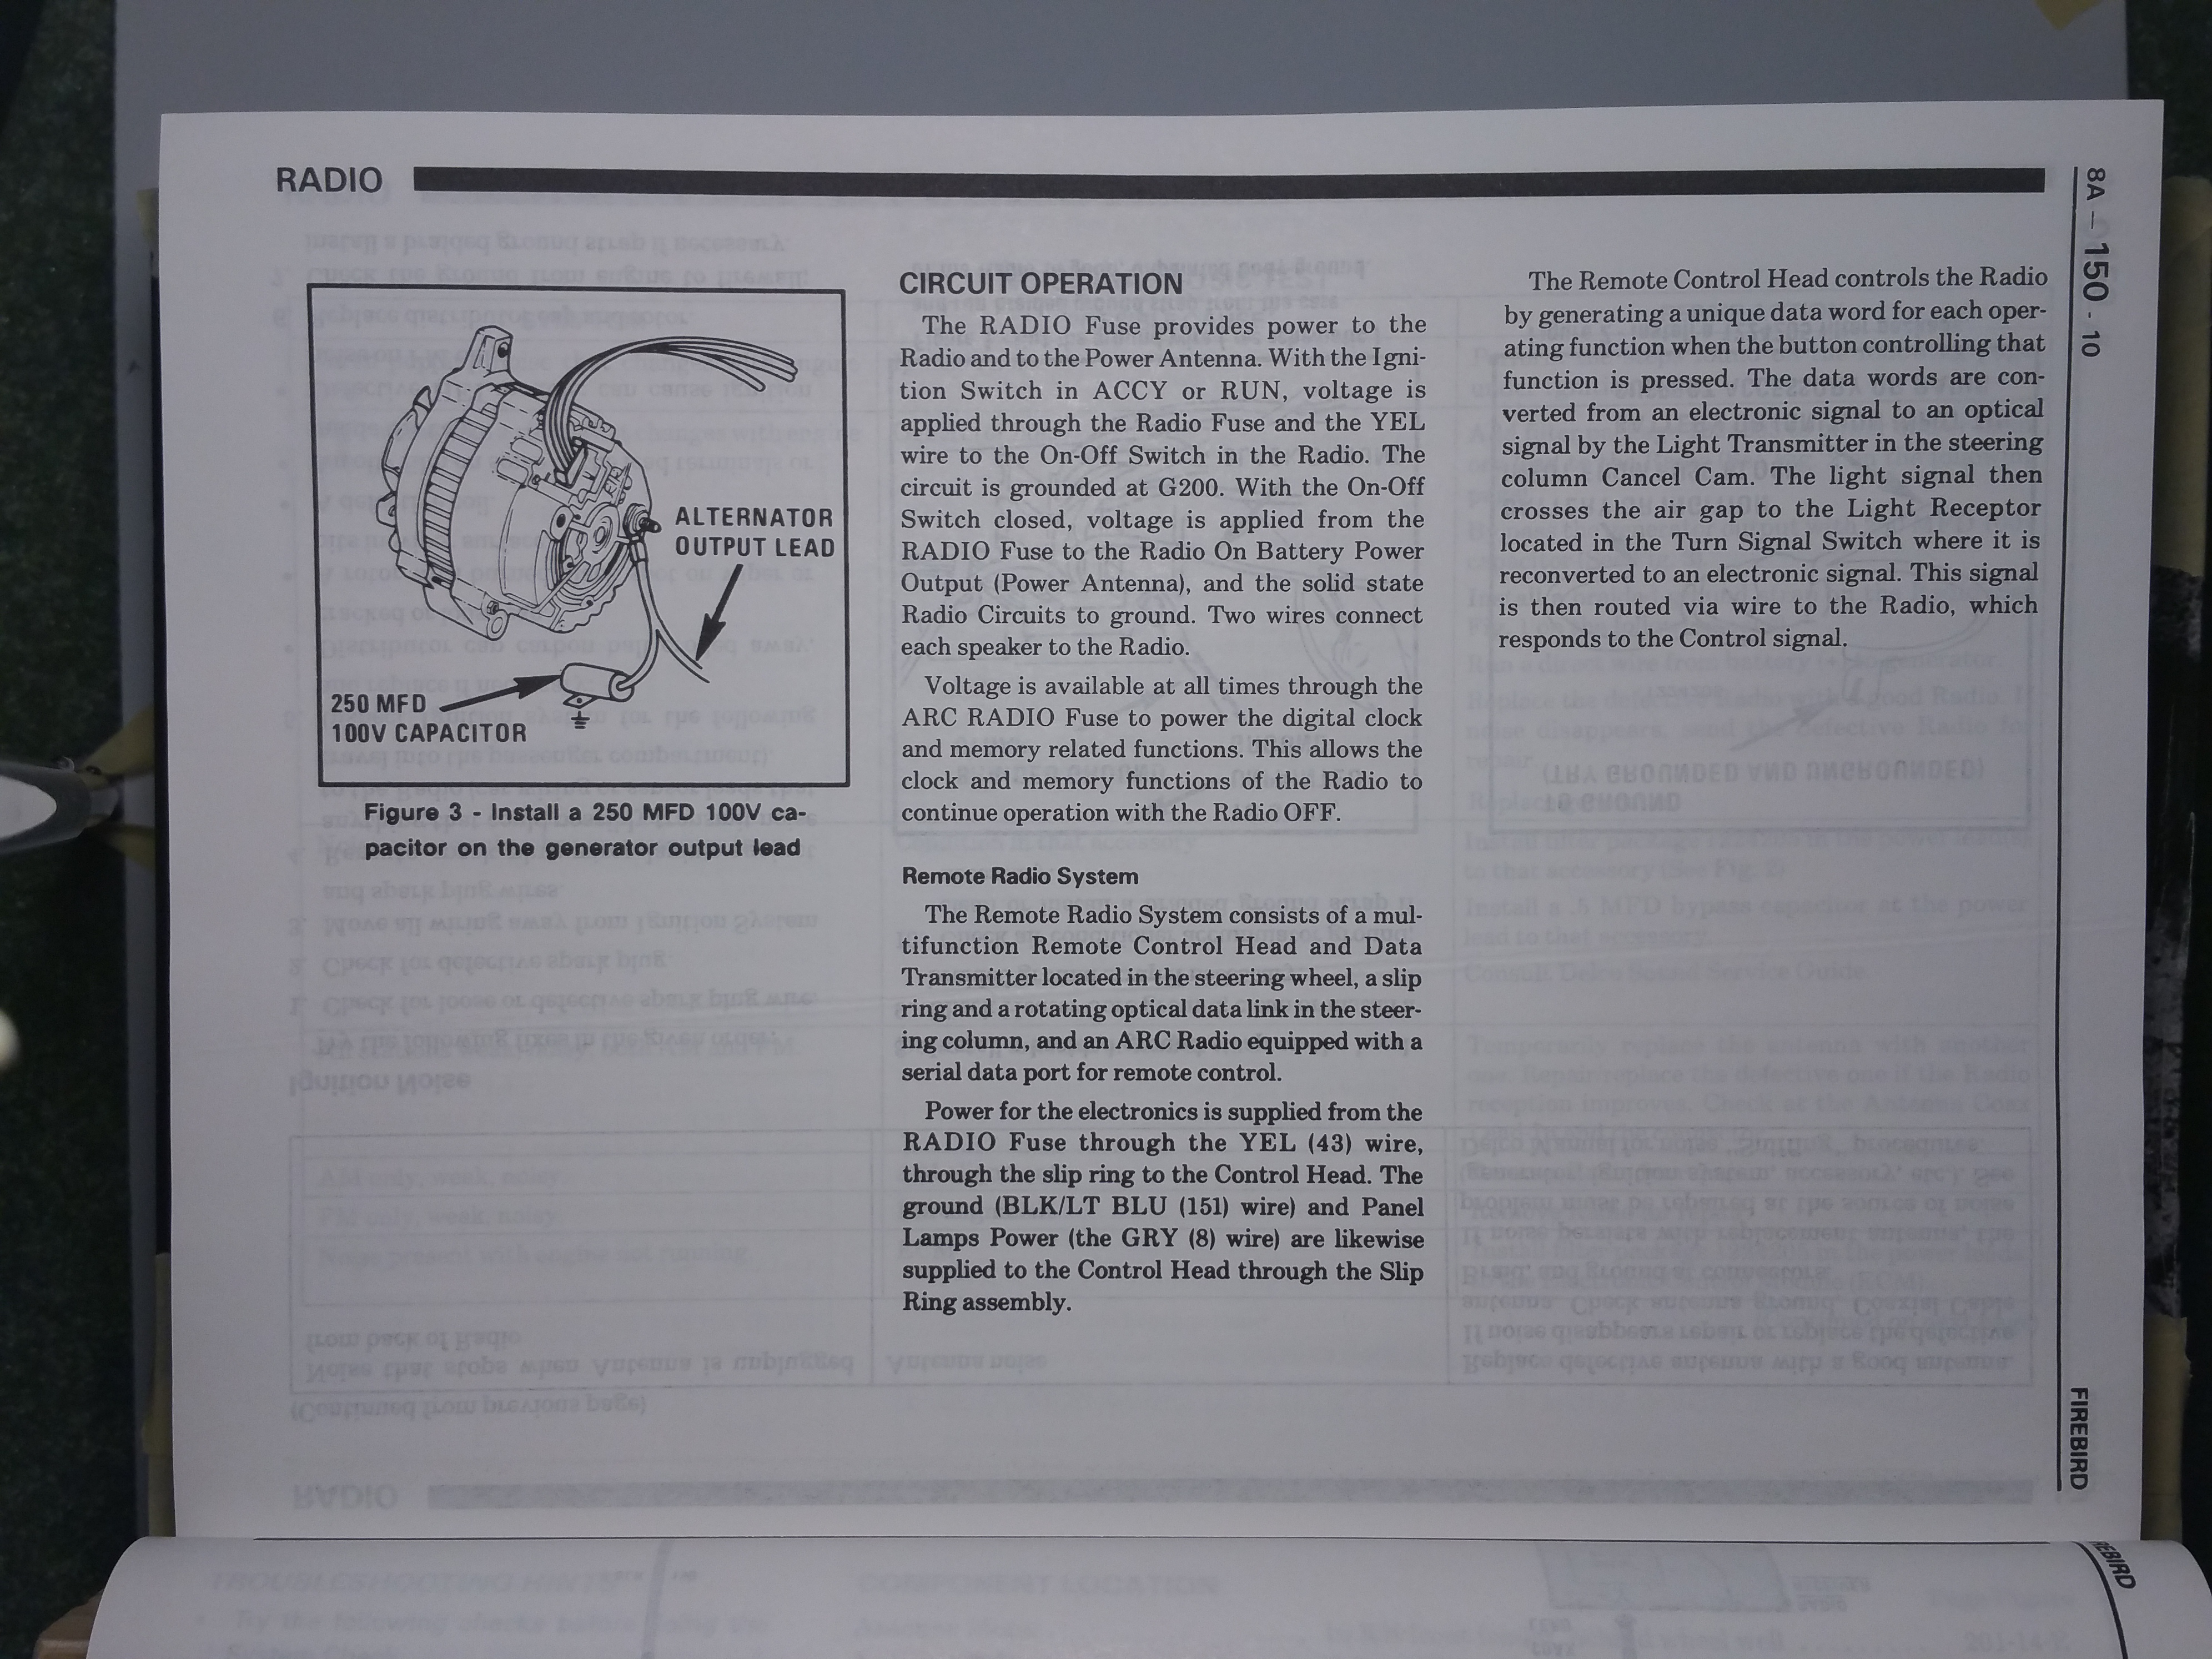 RADIO
8A – 150 - 10
FIREBIRD
ALTERNATOR
OUTPUT LEAD
250 MFD
100V CAPACITOR
Figure 3 - Install a 250 MFD 100V ca-
pacitor on the generator output lead
CIRCUIT OPERATION
The RADIO Fuse provides power to the
Radio and to the Power Antenna. With the Igni-
tion Switch in ACCY or RUN, voltage is
applied through the Radio Fuse and the YEL
wire to the On-Off Switch in the Radio. The
circuit is grounded at G200. With the On-Off
Switch closed, voltage is applied from the
RADIO Fuse to the Radio On Battery Power
Output (Power Antenna), and the solid state
Radio Circuits to ground. Two wires connect
each speaker to the Radio.
Voltage is available at all times through the
ARC RADIO Fuse to power the digital clock
and memory related functions. This allows the
clock and memory functions of the Radio to
continue operation with the Radio OFF.
Remote Radio System
The Remote Radio System consists of a mul-
tifunction Remote Control Head and Data
Transmitter located in the steering wheel, a slip
ring and a rotating optical data link in the steer-
ing column, and an ARC Radio equipped with a
serial data port for remote control.
Power for the electronics is supplied from the
RADIO Fuse through the YEL (43) wire,
through the slip ring to the Control Head. The
ground (BLK/LT BLU (151) wire) and Panel
Lamps Power (the GRY (8) wire) are likewise
supplied to the Control Head through the Slip
Ring assembly.
The Remote Control Head controls the Radio
by generating a unique data word for each oper-
ating function when the button controlling that
function is pressed. The data words are con-
verted from an electronic signal to an optical
signal by the Light Transmitter in the steering
column Cancel Cam. The light signal then
crosses the air gap to the Light Receptor
located in the Turn Signal Switch where it is
reconverted to an electronic signal. This signal
is then routed via wire to the Radio, which
responds to the Control signal.